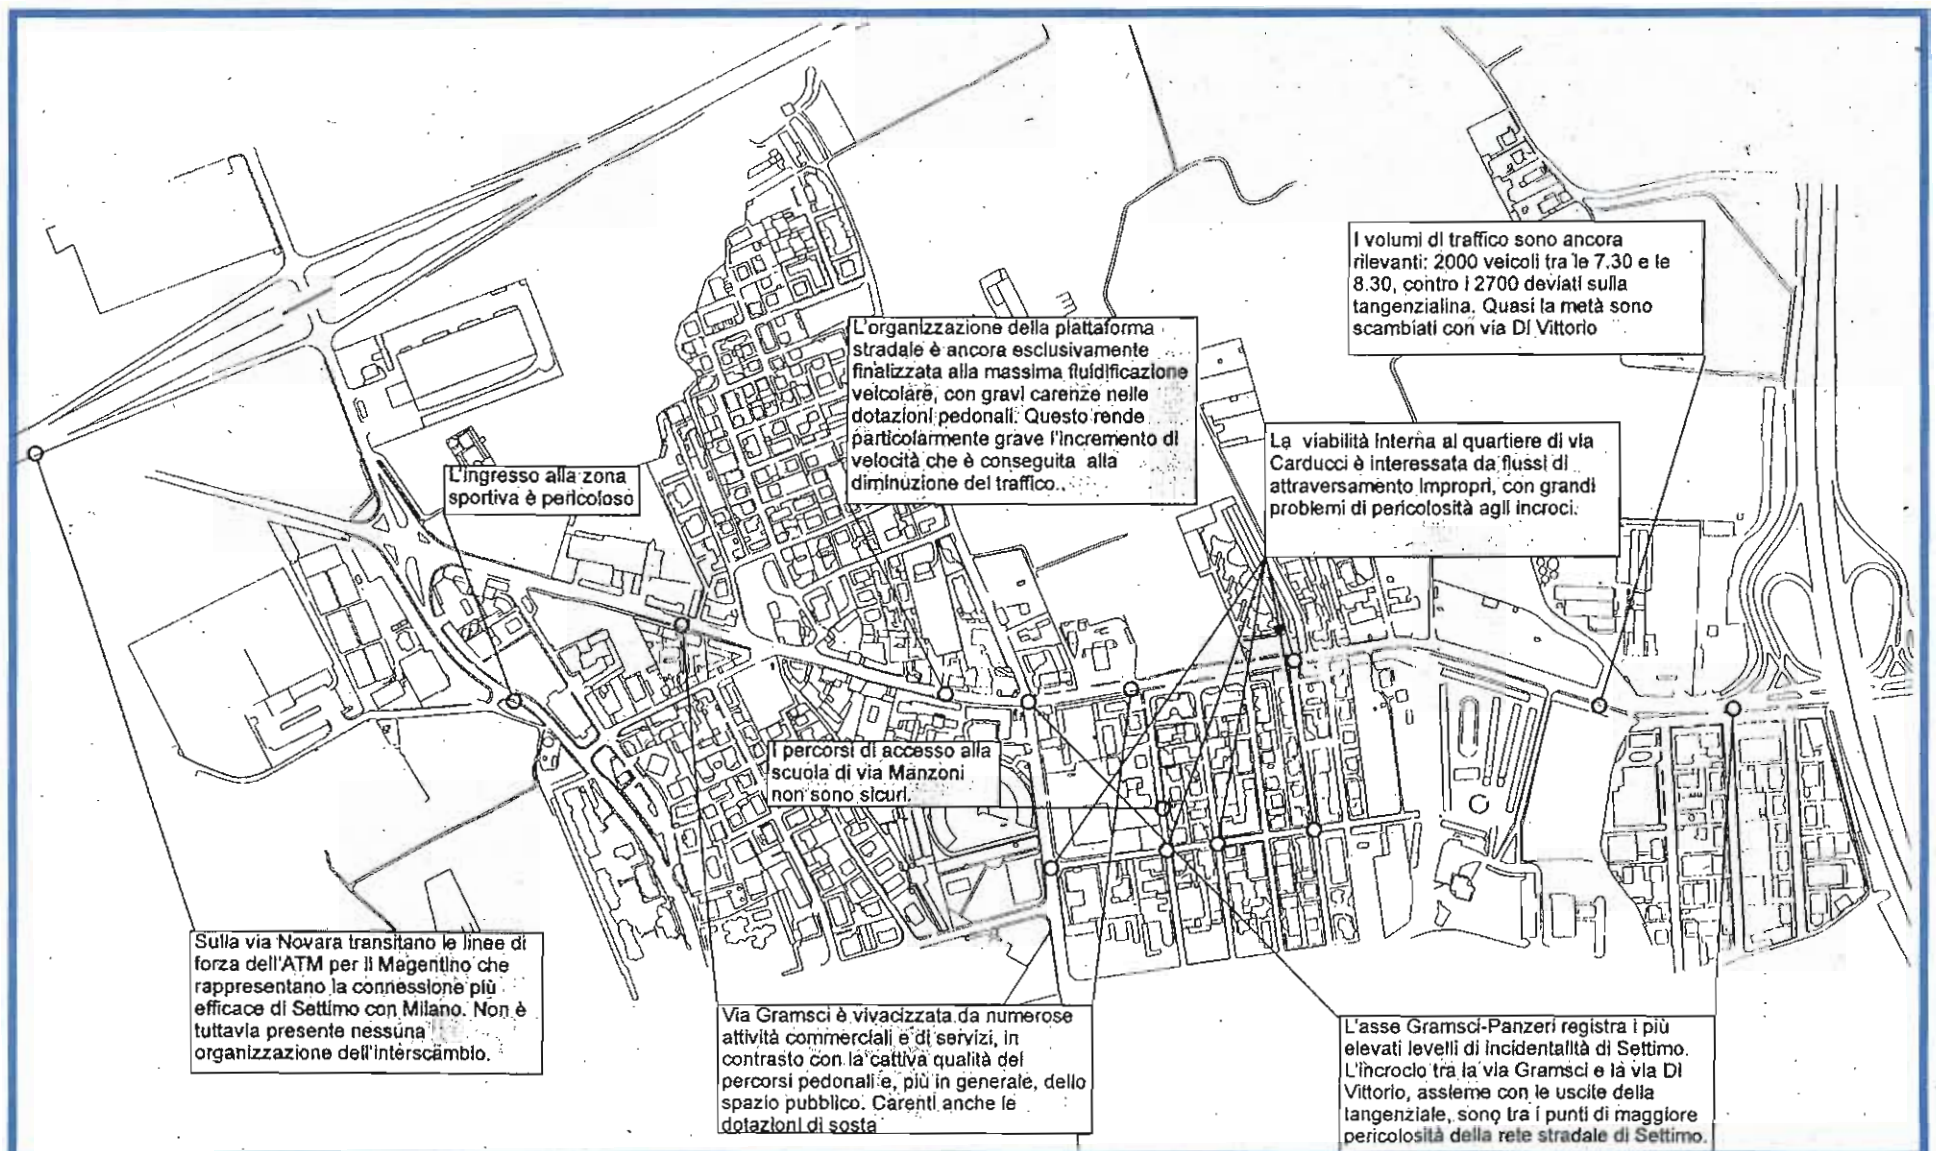 I volumi di traffico sono ancora
rilevanti: 2000 veicoli tra le 7.30 e le
8.30, contro i 2700 deviati sulla
tangenzialina. Quasi la metà sono
scambiati con via Di Vittorio
L'organizzazione della plattaforma
stradale è ancora esclusivamente
finalizzata alla massima fluidificazione
veicolare, con gravi carenze nelle
dotazioni pedonali. Questo rende
particolarmente grave l'incremento di
velocità che è conseguita alla
diminuzione del traffico..
La viabilità interna al quartiere di via
Carducci è interessata da flussi di
attraversamento impropri, con grandi
problemi di pericolosità agli incroci.
L'ingresso alla zona
sportiva è pericoloso
I percorsi di accesso alla
scuola di via Manzoni
non sono sicuri.
Sulla via Novara transitano le linee di
forza dell'ATM per il Magentino che
rappresentano la connessione più
efficace di Settimo con Milano. Non è
tuttavia presente nessuna
organizzazione dell'interscambio.
Via Gramsci è vivacizzata da numerose
attività commerciali e di servizi, in
contrasto con la cattiva qualità dei
percorsi pedonali e, più in generale, dello
spazio pubblico. Carenti anche le
dotazioni di sosta
L'asse Gramsci-Panzeri registra i più
elevati levelli di incidentalità di Settimo.
L'incrocio tra la via Gramsci e la via Di
Vittorio, assieme con le uscite della
tangenziale, sono tra i punti di maggiore
pericolosità della rete stradale di Settimo.